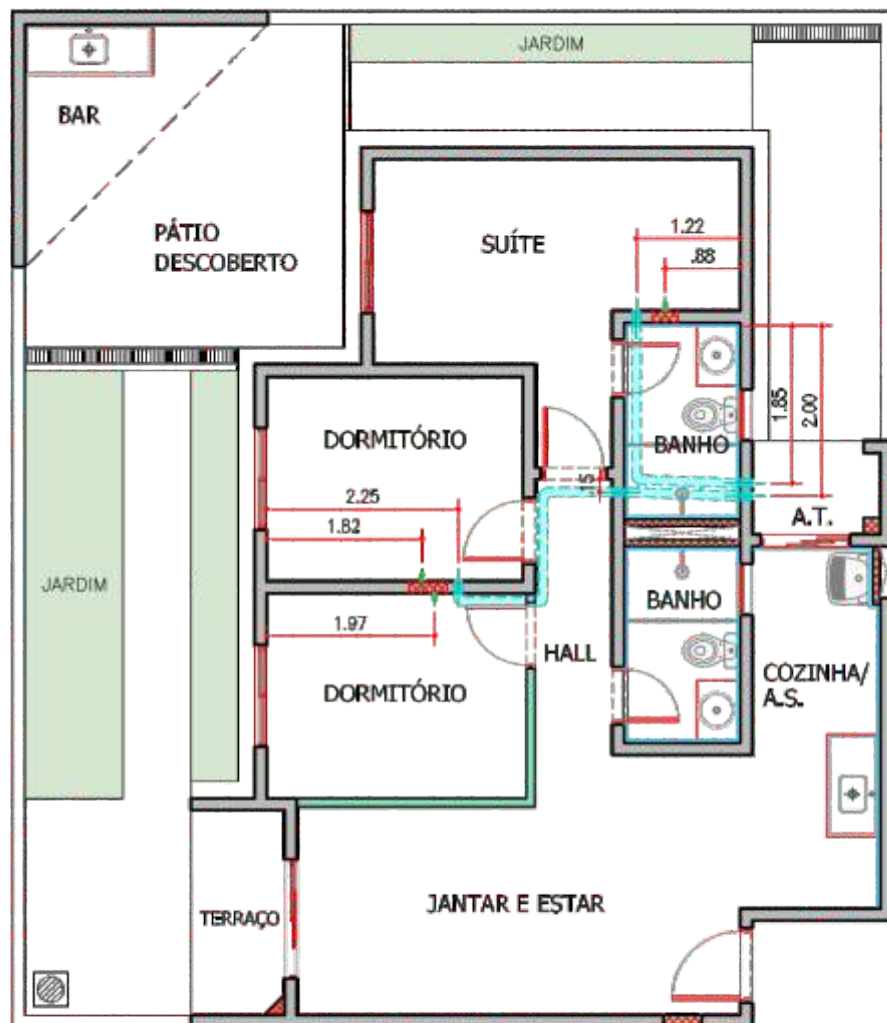 JARDIM
BAR
PÁTIO
DESCOBERTO
SUÍTE
1.22
.88
1.85
2.00
DORMITÓRIO
BANHO
.15
2.25
1.82
A.T.
JARDIM
BANHO
1.97
HALL
COZINHA/
A.S.
DORMITÓRIO
JANTAR E ESTAR
TERRAÇO